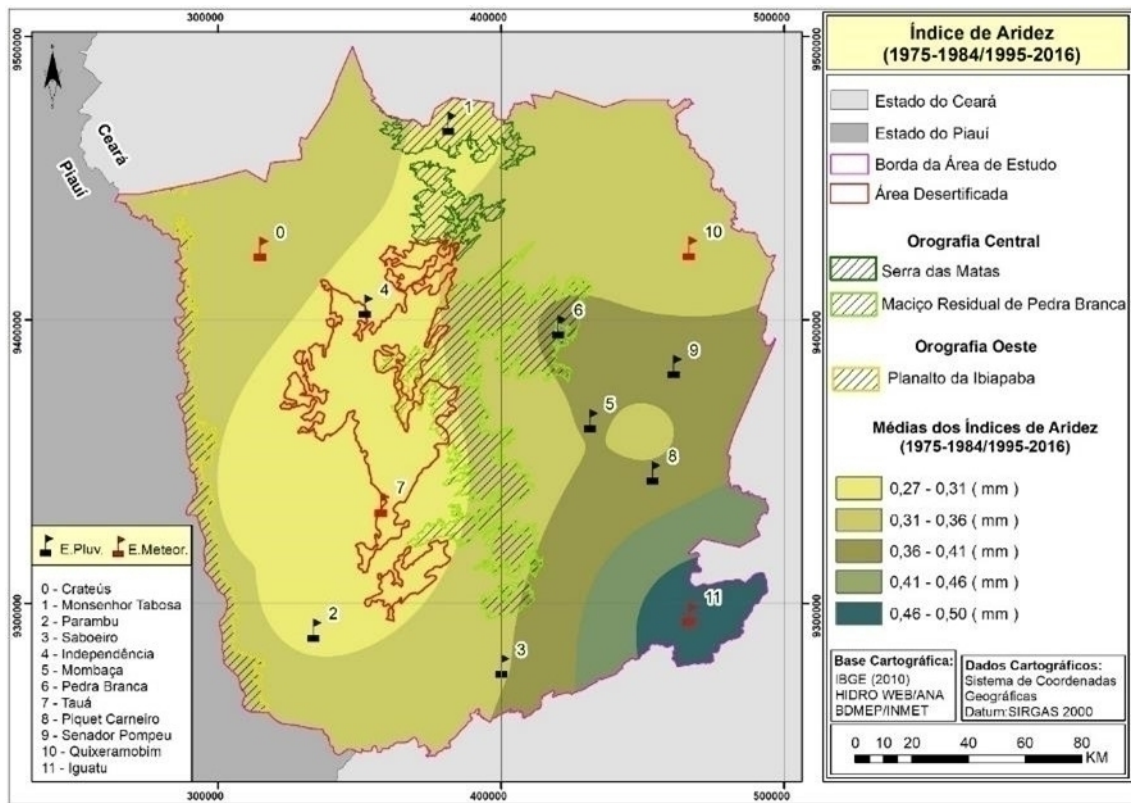 300000
400000
500000
9500000
9500000
9400000
9400000
9300000
9300000
300000
400000
500000
Ceará
Piauí
0
1
2
3
4
5
6
7
8
9
10
11
E.Pluv.
E.Meteor.
0 - Crateús
1 - Monsenhor Tabosa
2 - Parambu
3 - Saboeiro
4 - Independência
5 - Mombaça
6 - Pedra Branca
7 - Tauá
8 - Piquet Carneiro
9 - Senador Pompeu
10 - Quixeramobim
11 - Iguatu
Índice de Aridez
(1975-1984/1995-2016)
Estado do Ceará
Estado do Piauí
Borda da Área de Estudo
Área Desertificada
Orografia Central
Serra das Matas
Maciço Residual de Pedra Branca
Orografia Oeste
Planalto da Ibiapaba
Médias dos Índices de Aridez
(1975-1984/1995-2016)
0,27 - 0,31 ( mm )
0,31 - 0,36 ( mm )
0,36 - 0,41 ( mm )
0,41 - 0,46 ( mm )
0,46 - 0,50 ( mm )
Base Cartográfica:
IBGE (2010)
HIDRO WEB/ANA
BDMEP/INMET
Dados Cartográficos:
Sistema de Coordenadas
Geográficas
Datum:SIRGAS 2000
0 10 20 40 60 80
KM